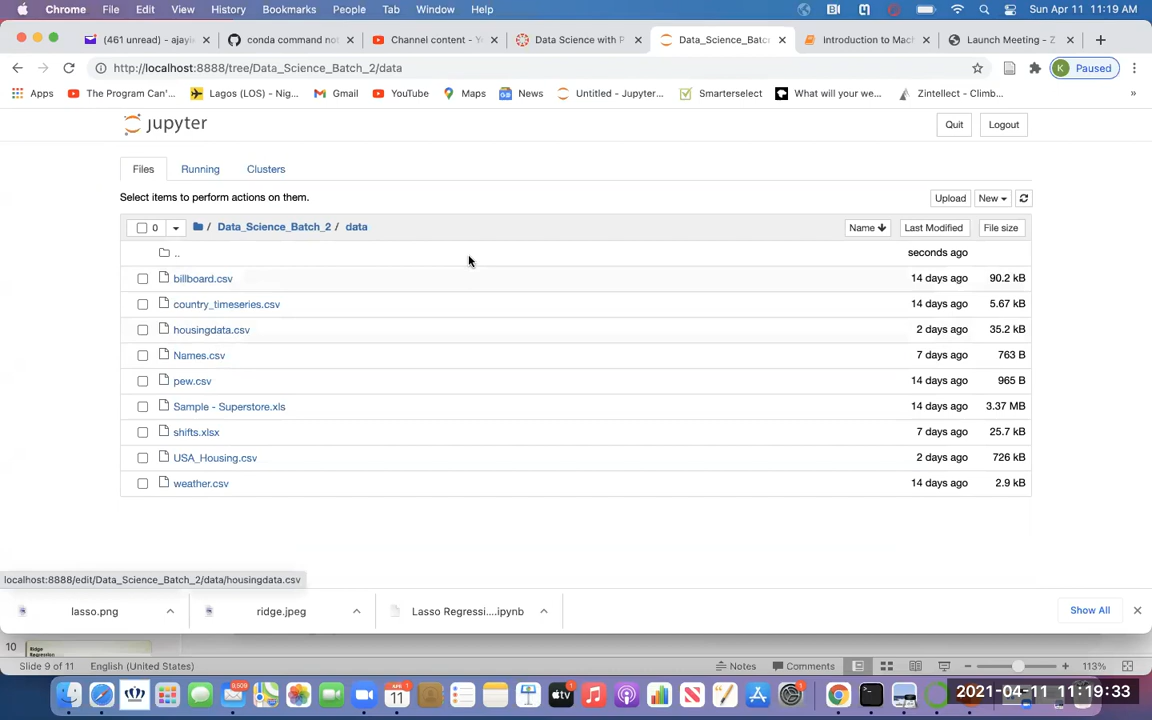 Chrome File Edit View History Bookmarks People Tab Window Help Sun Apr 11 11:19 AM
(461 unread) - ajayi conda command not Channel content - Y Data Science with P Data_Science_Batc Introduction to Mac Launch Meeting - Z
http://localhost:8888/tree/Data_Science_Batch_2/data K Paused
Apps The Program Can'... Lagos (LOS) – Nig... Gmail YouTube Maps News Untitled - Jupyter... Smarterselect What will your we... Zintellect - Climb... »
jupyter Quit Logout
Files Running Clusters
Select items to perform actions on them. Upload New
0 / Data_Science_Batch_2 / data Name Last Modified File size
.. seconds ago
billboard.csv 14 days ago 90.2 kB
country_timeseries.csv 14 days ago 5.67 kB
housingdata.csv 2 days ago 35.2 kB
Names.csv 7 days ago 763 B
pew.csv 14 days ago 965 B
Sample - Superstore.xls 14 days ago 3.37 MB
shifts.xlsx 7 days ago 25.7 kB
USA_Housing.csv 2 days ago 726 kB
weather.csv 14 days ago 2.9 kB
localhost:8888/edit/Data_Science_Batch_2/data/housingdata.csv
lasso.png ridge.jpeg Lasso Regressi....ipynb Show All
10 Ridge Regression
Slide 9 of 11 English (United States) Notes Comments 113%
9,509 APR 11 tv
2021-04-11 11:19:33